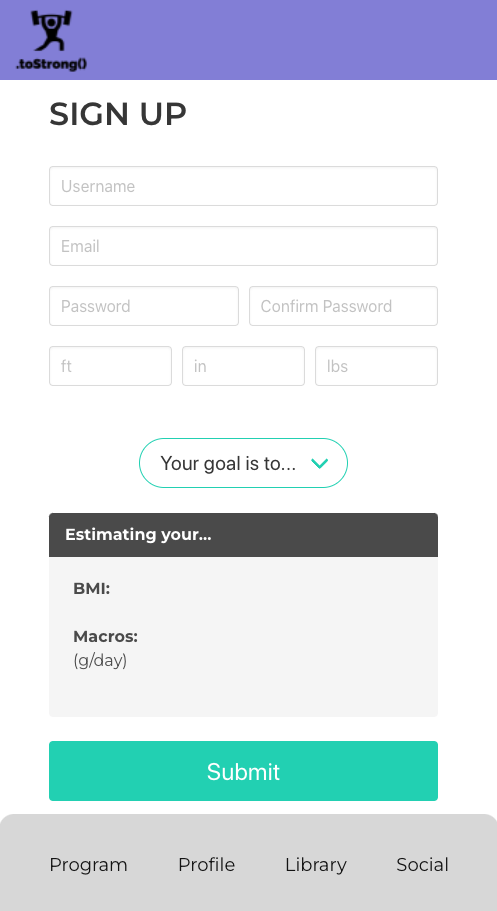 .toStrong()
SIGN UP
Username
Email
Password Confirm Password
ft in lbs
Your goal is to...
Estimating your...
BMI:
Macros:
(g/day)
Submit
Program Profile Library Social